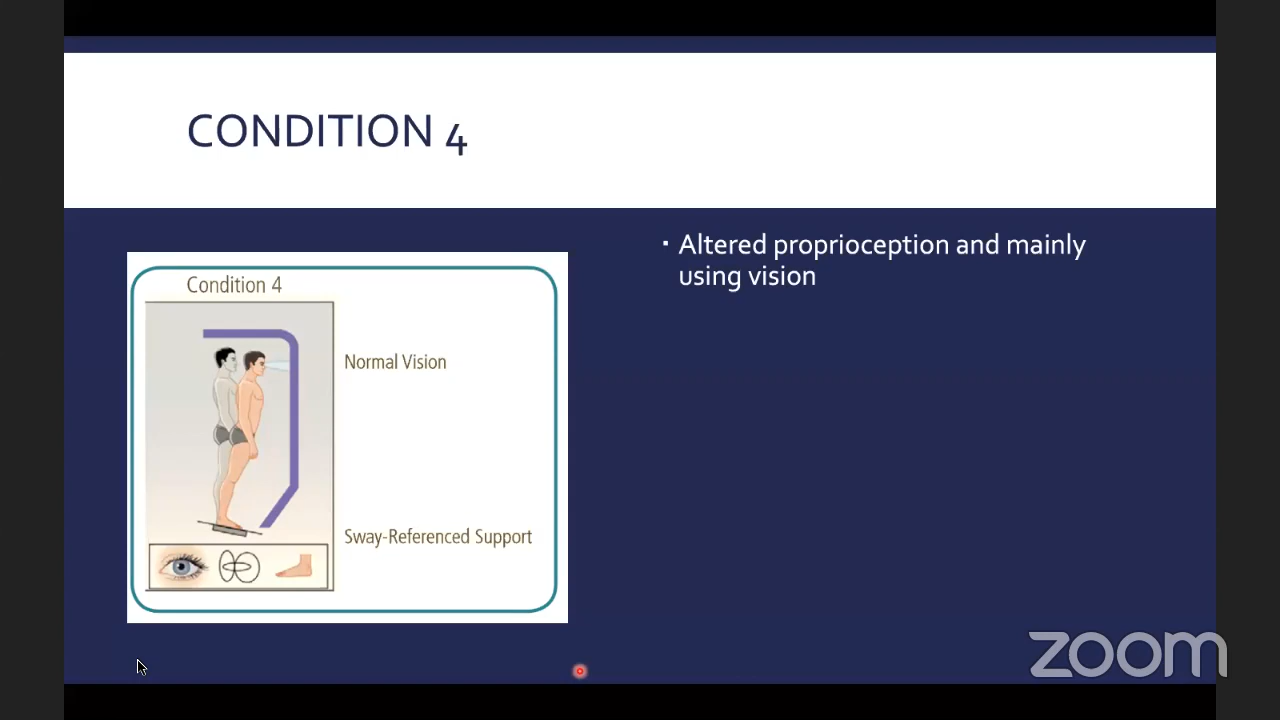 CONDITION 4
▪ Altered proprioception and mainly
using vision
Condition 4
Normal Vision
Sway-Referenced Support
zoom